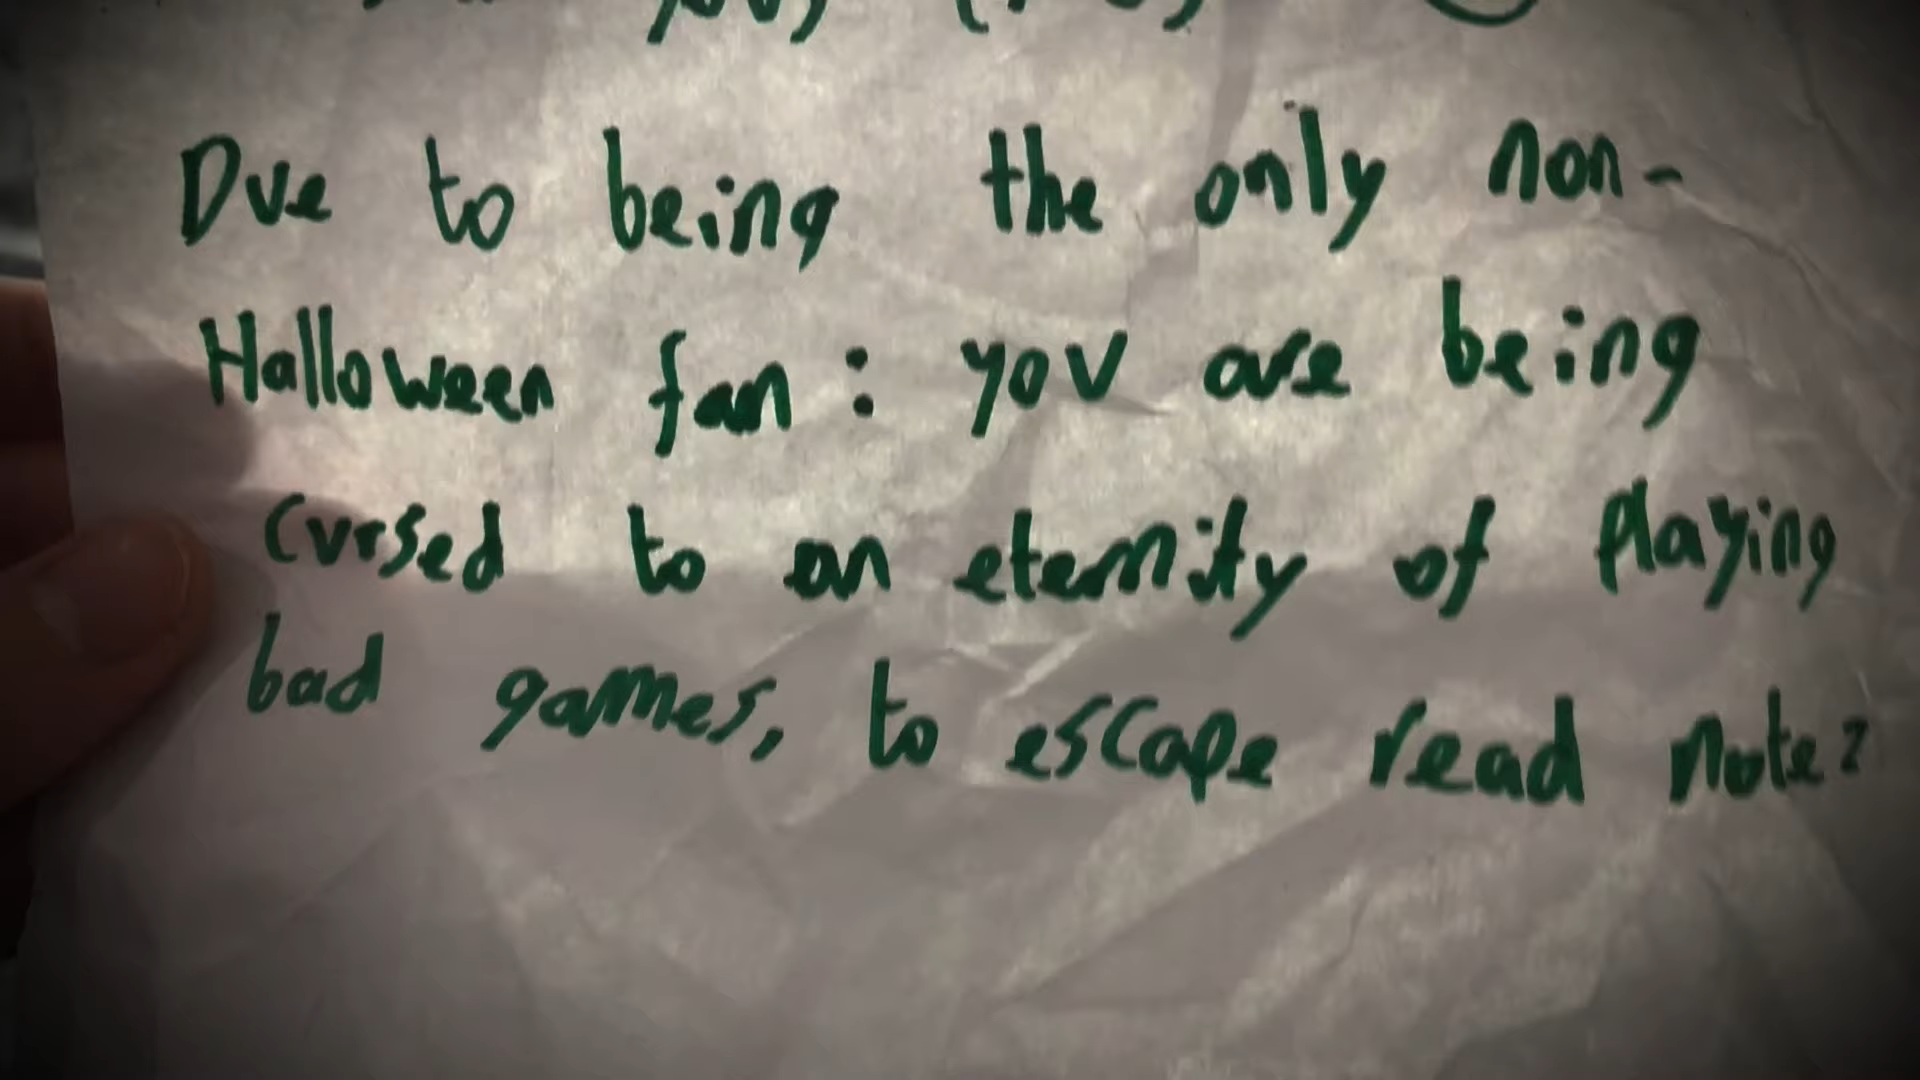 Due to being the only non-
Halloween fan: you are being
cursed to an eternity of playing
bad games, to escape read note 2